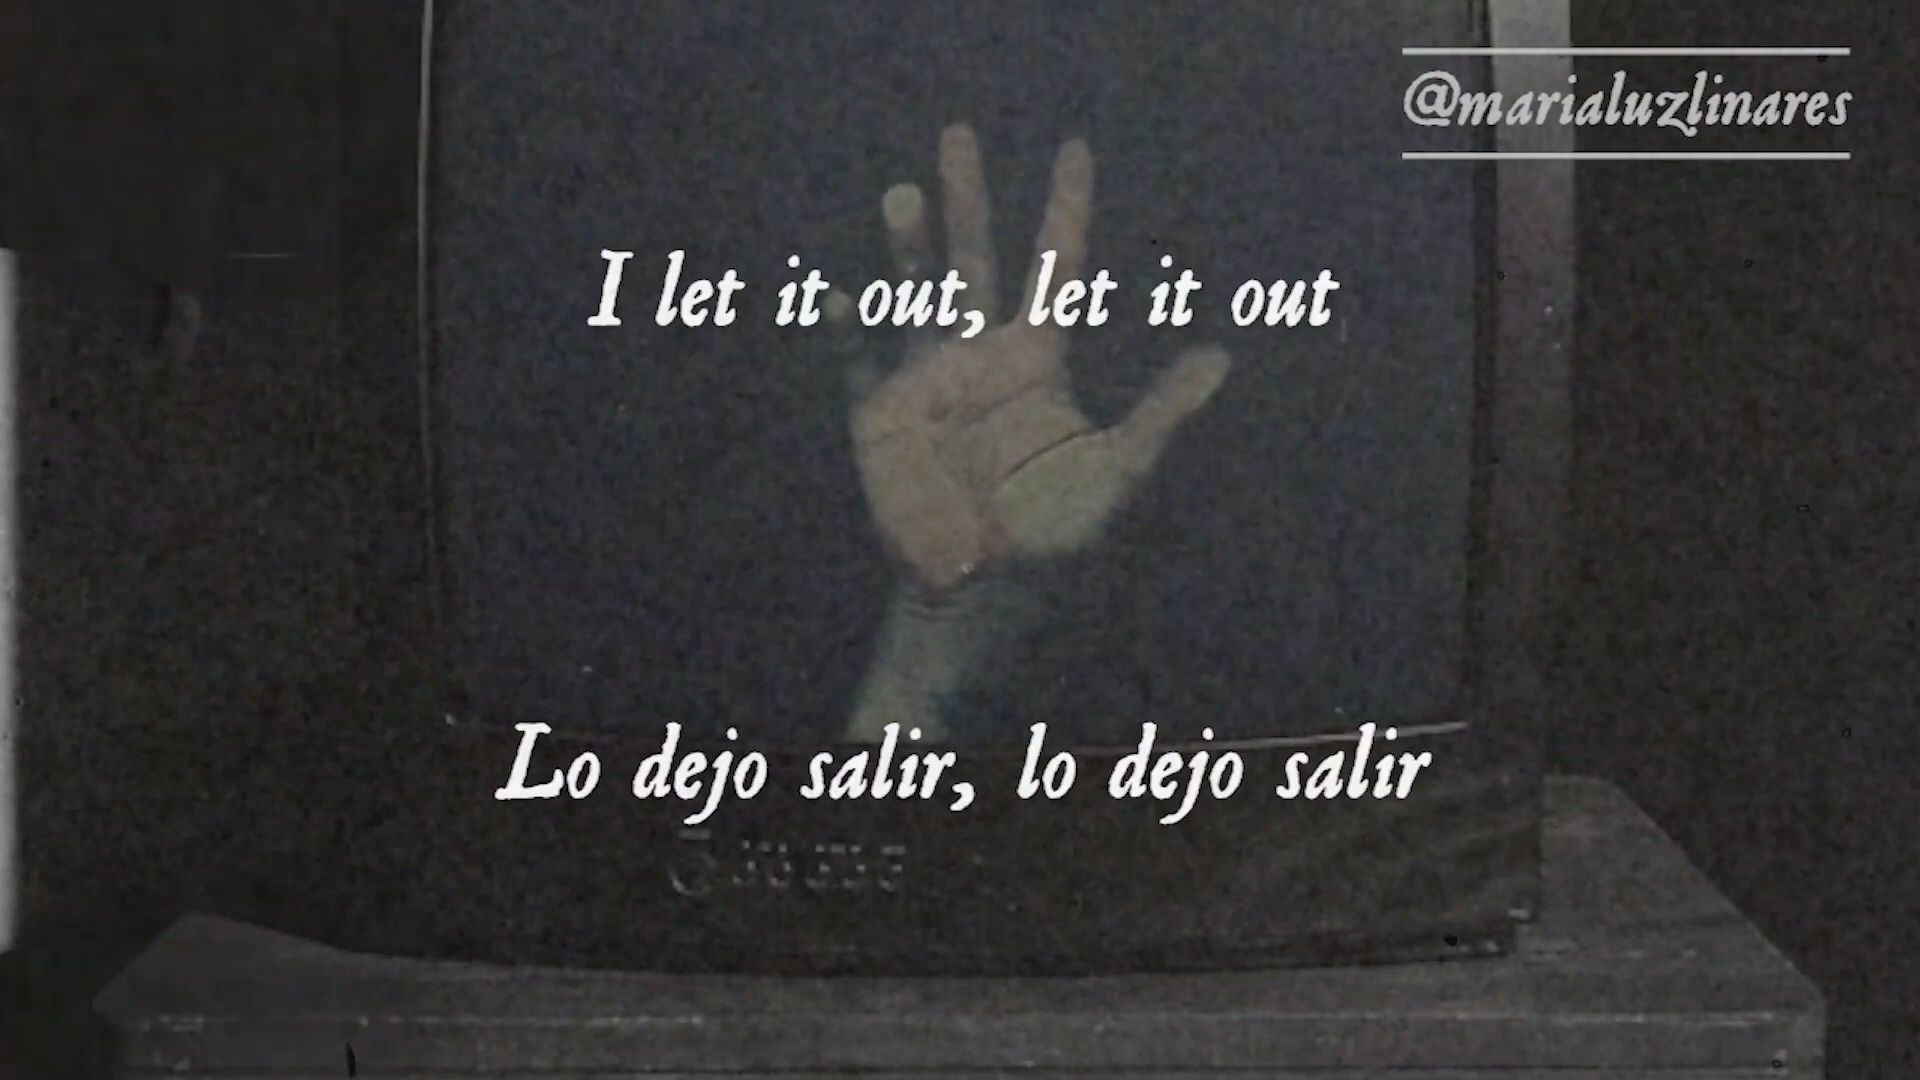 @marialuzlinares
I let it out, let it out
Lo dejo salir, lo dejo salir